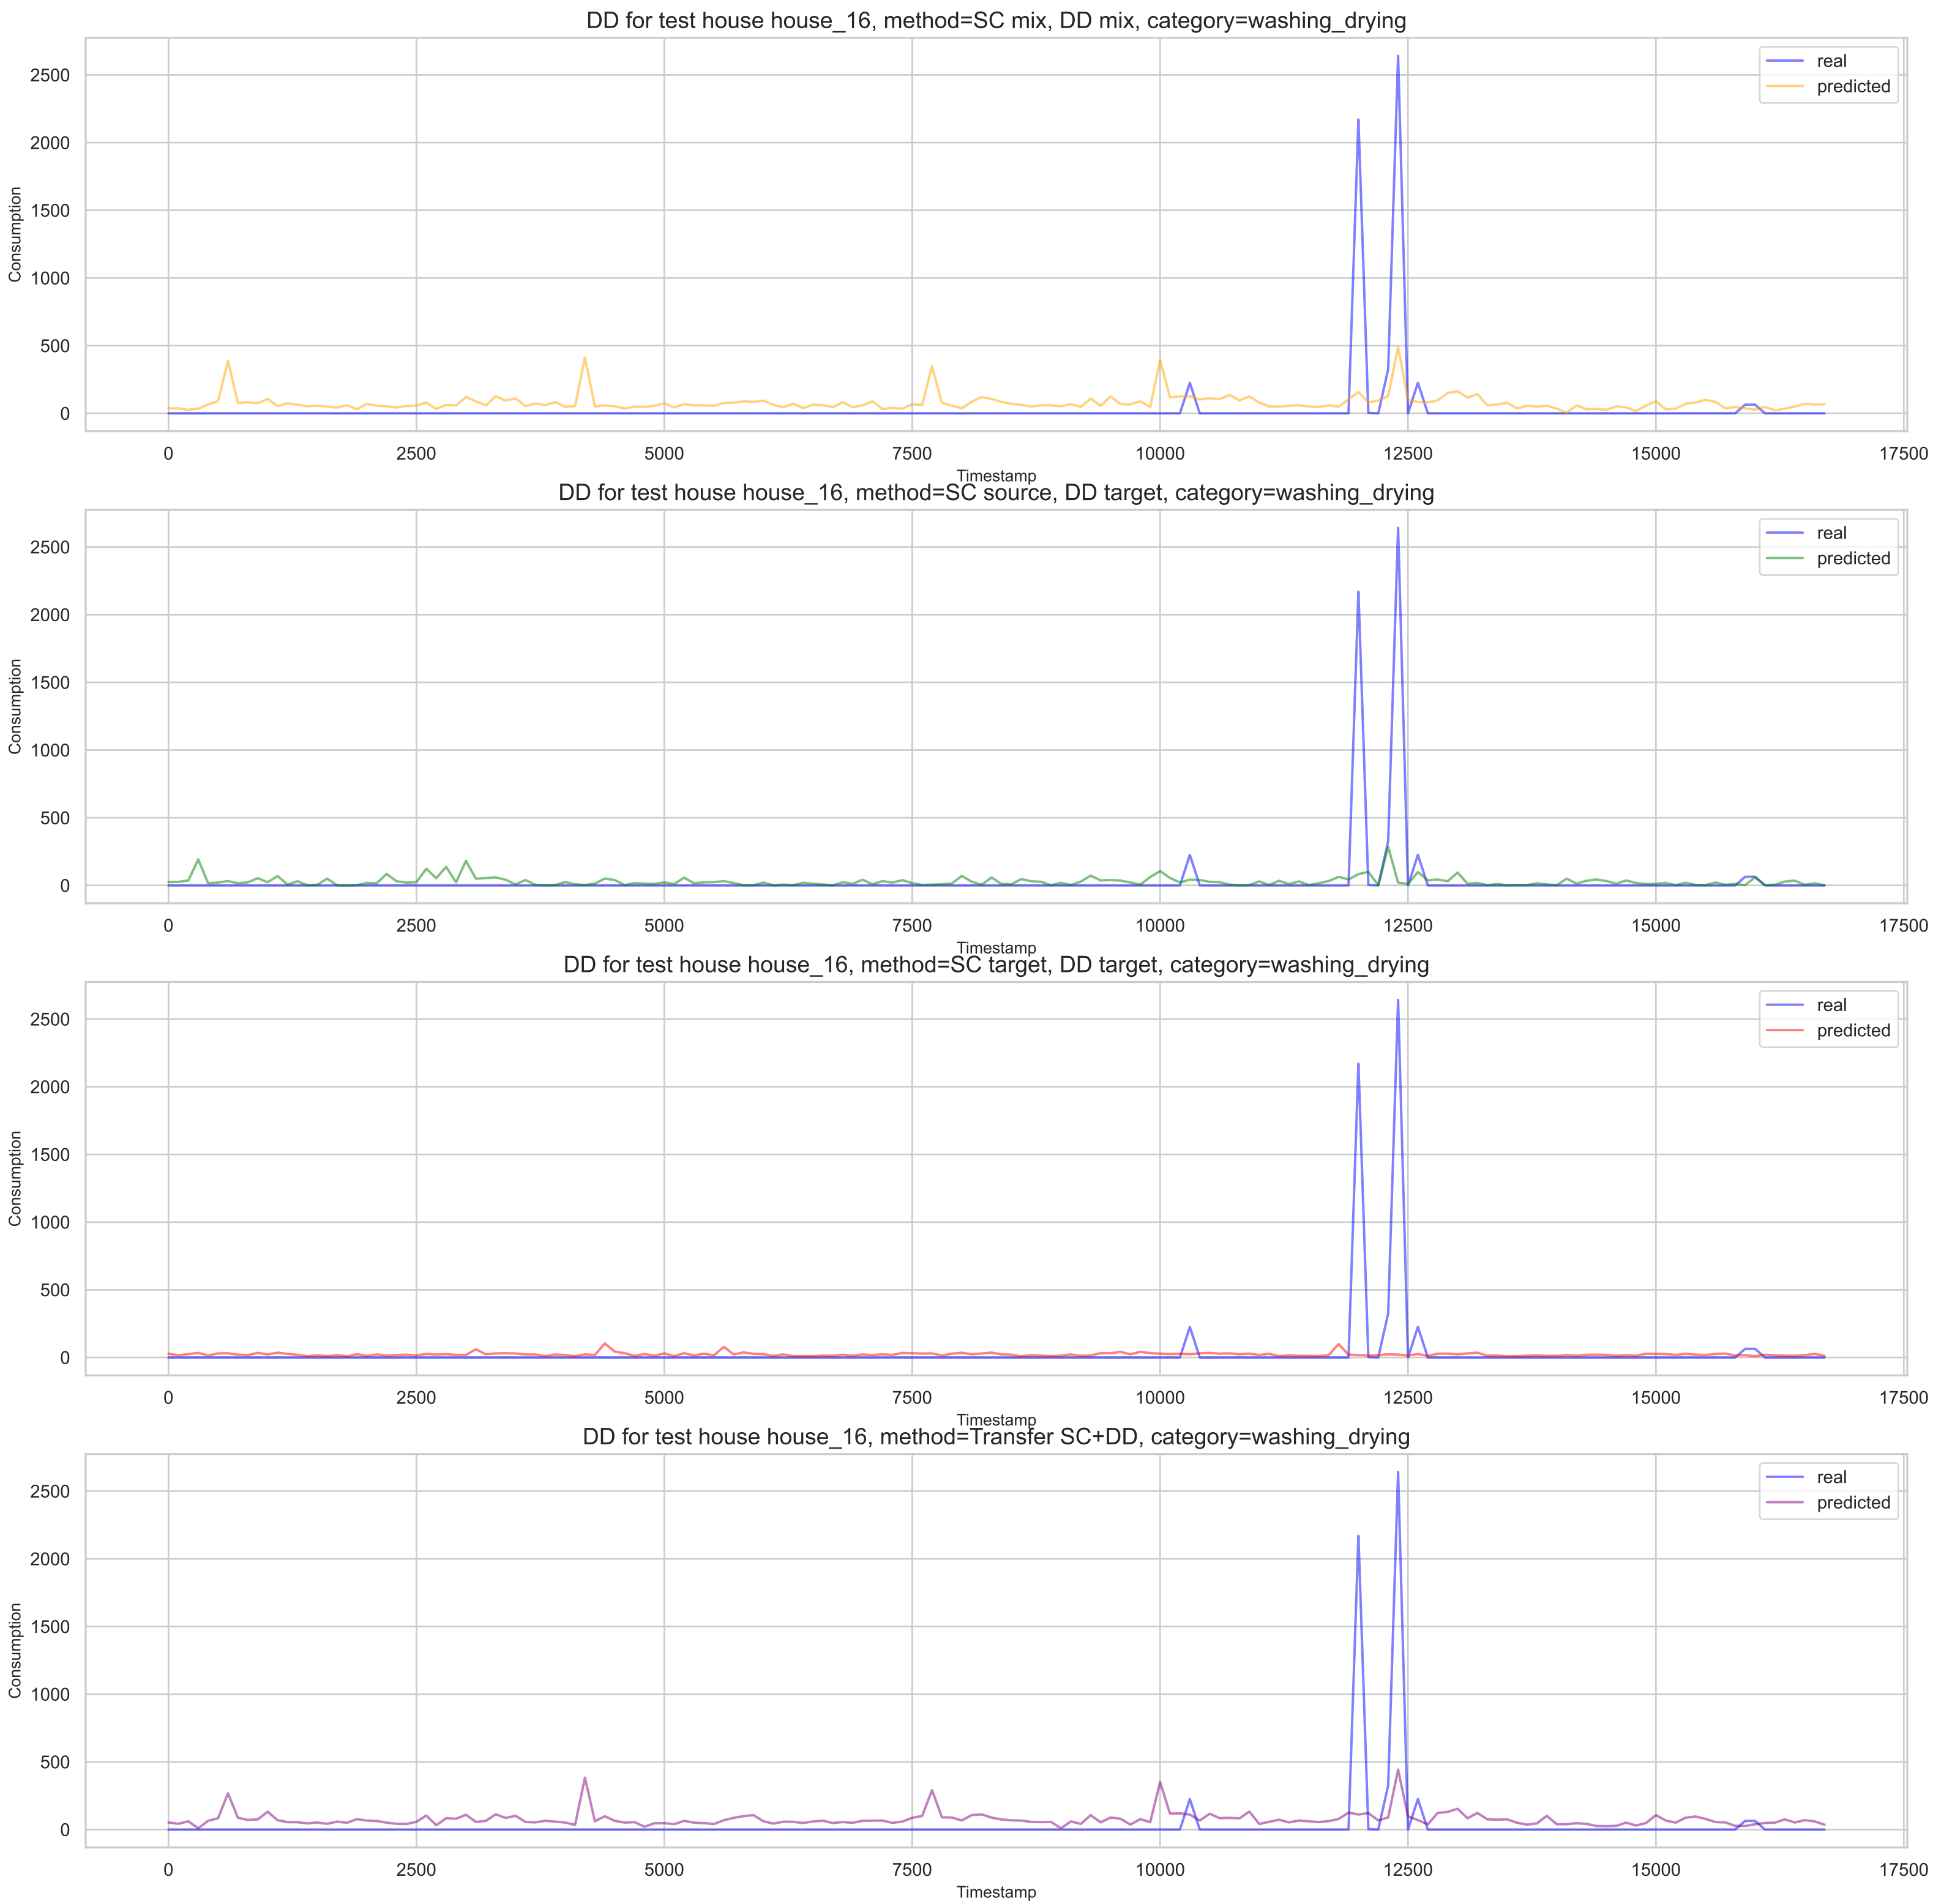 DD for test house house_16, method=SC mix, DD mix, category=washing_drying
real
predicted
2500
2000
1500
1000
500
0
Consumption
0 2500 5000 7500 10000 12500 15000 17500
Timestamp
DD for test house house_16, method=SC source, DD target, category=washing_drying
real
predicted
2500
2000
1500
1000
500
0
Consumption
0 2500 5000 7500 10000 12500 15000 17500
Timestamp
DD for test house house_16, method=SC target, DD target, category=washing_drying
real
predicted
2500
2000
1500
1000
500
0
Consumption
0 2500 5000 7500 10000 12500 15000 17500
Timestamp
DD for test house house_16, method=Transfer SC+DD, category=washing_drying
real
predicted
2500
2000
1500
1000
500
0
Consumption
0 2500 5000 7500 10000 12500 15000 17500
Timestamp